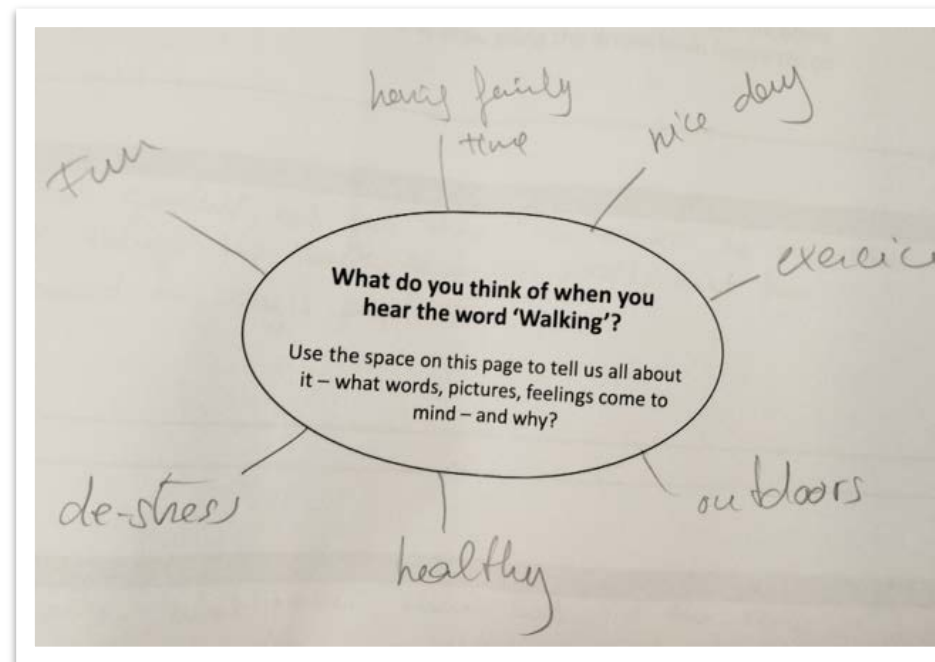 having family
time
nice day
Fun
exercic
What do you think of when you
hear the word ‘Walking’?
Use the space on this page to tell us all about
it – what words, pictures, feelings come to
mind – and why?
de-stress
outdoors
healthy